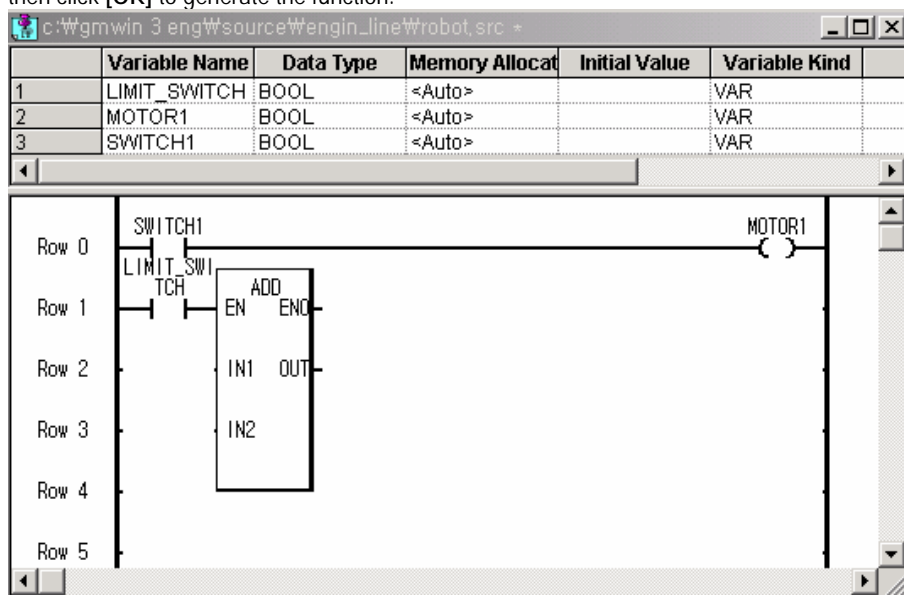 then click [OK] to generate the function.
c:₩gmwin 3 eng₩source₩engin_line₩robot,src *
Variable Name Data Type Memory Allocat Initial Value Variable Kind
1 LIMIT_SWITCH BOOL <Auto> VAR
2 MOTOR1 BOOL <Auto> VAR
3 SWITCH1 BOOL <Auto> VAR
SWITCH1 MOTOR1
Row 0
LIMIT_SWI
TCH ADD
Row 1 EN ENO
Row 2 IN1 OUT
Row 3 IN2
Row 4
Row 5